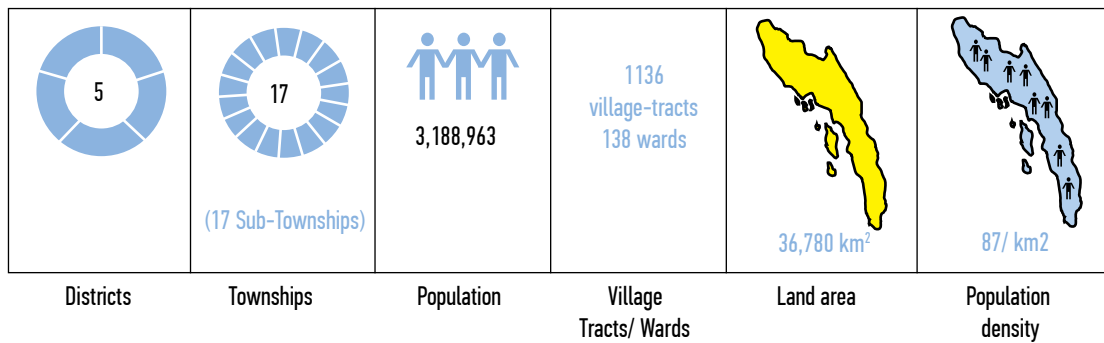 5
17
(17 Sub-Townships)
3,188,963
1136
village-tracts
138 wards
36,780 km²
87/ km2
Districts
Townships
Population
Village
Tracts/ Wards
Land area
Population
density